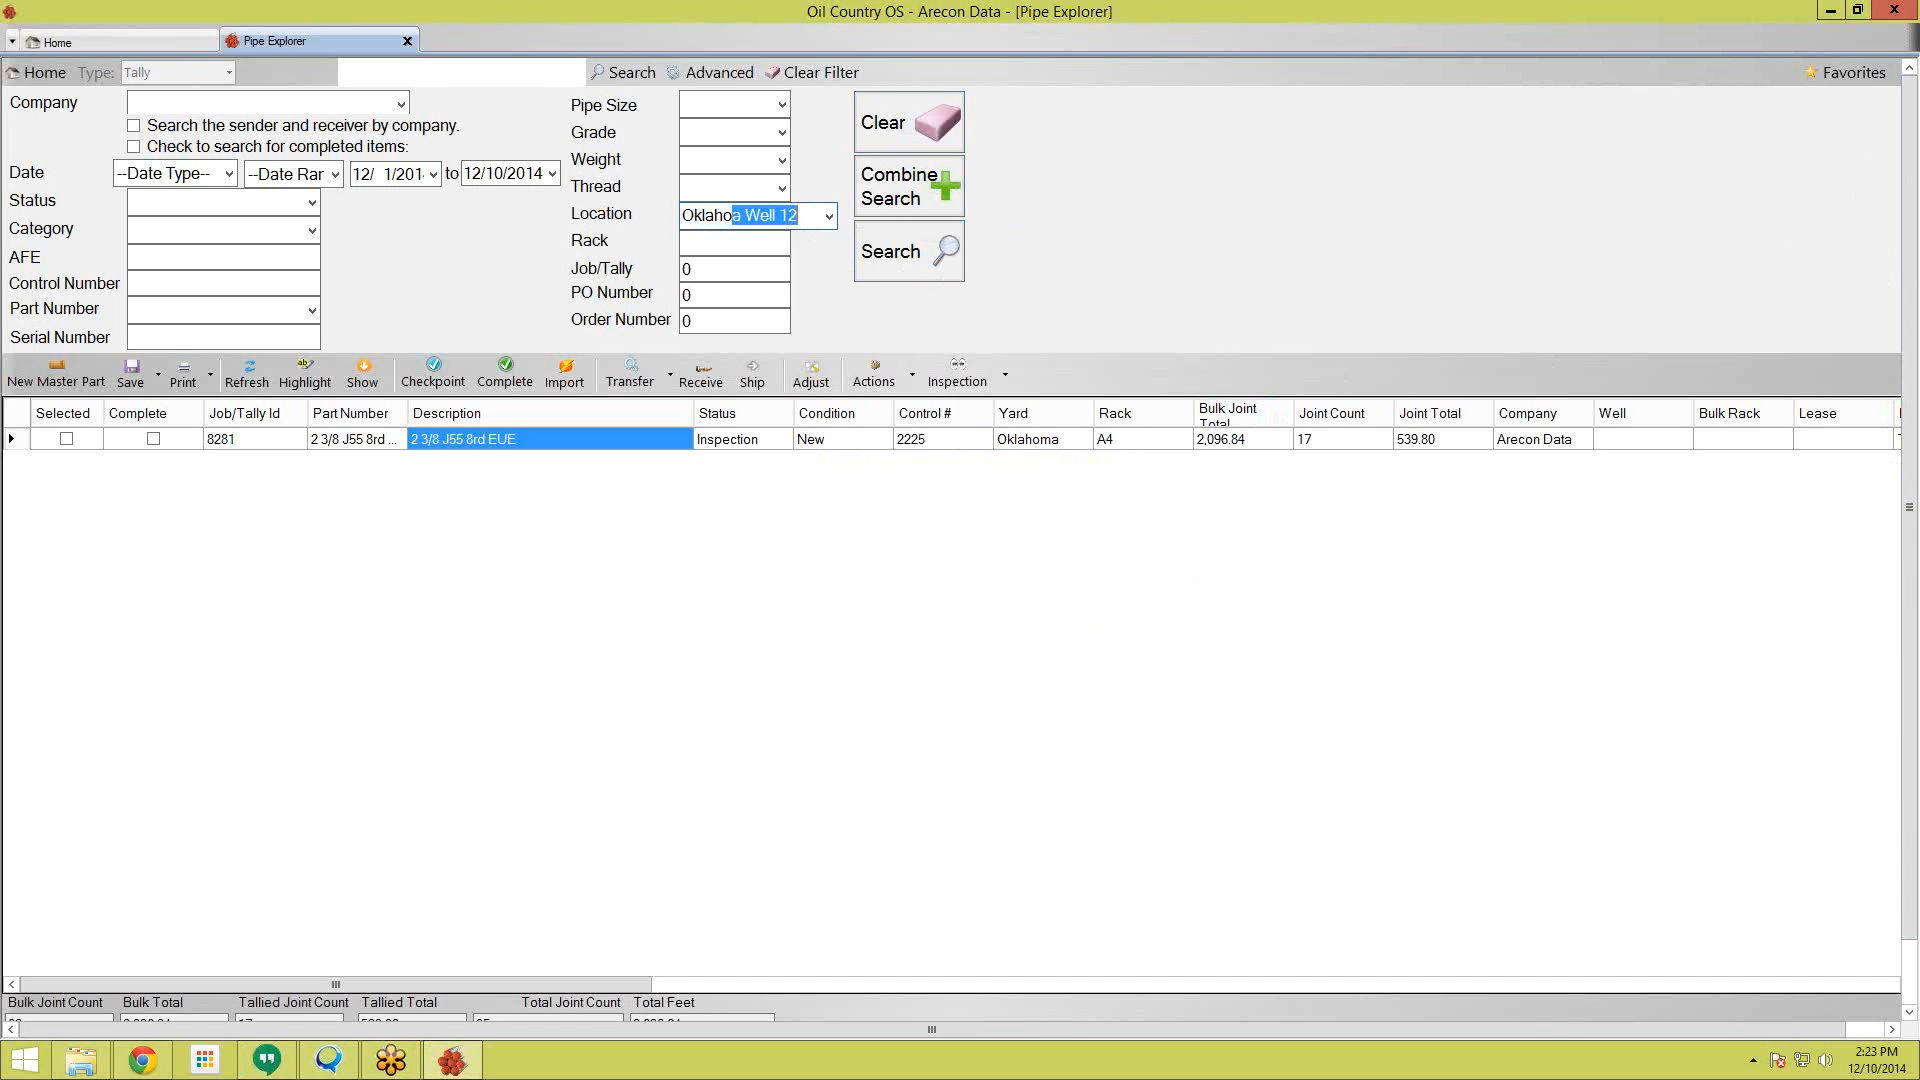 Oil Country OS - Arecon Data - [Pipe Explorer]
Home
Pipe Explorer
Home Type: Tally Search Advanced Clear Filter Favorites
Company
Search the sender and receiver by company.
Check to search for completed items:
Date --Date Type-- --Date Rar 12/ 1/201 to 12/10/2014
Status
Category
AFE
Control Number
Part Number
Serial Number
Pipe Size
Grade
Weight
Thread
Location Oklahoa Well 12
Rack
Job/Tally 0
PO Number 0
Order Number 0
Clear
Combine
Search
Search
New Master Part Save Print Refresh Highlight Show Checkpoint Complete Import Transfer Receive Ship Adjust Actions Inspection
Selected Complete Job/Tally Id Part Number Description Status Condition Control # Yard Rack Bulk Joint Total Joint Count Joint Total Company Well Bulk Rack Lease
8281 2 3/8 J55 8rd ... 2 3/8 J55 8rd EUE Inspection New 2225 Oklahoma A4 2,096.84 17 539.80 Arecon Data
Bulk Joint Count Bulk Total Tallied Joint Count Tallied Total Total Joint Count Total Feet
2:23 PM
12/10/2014